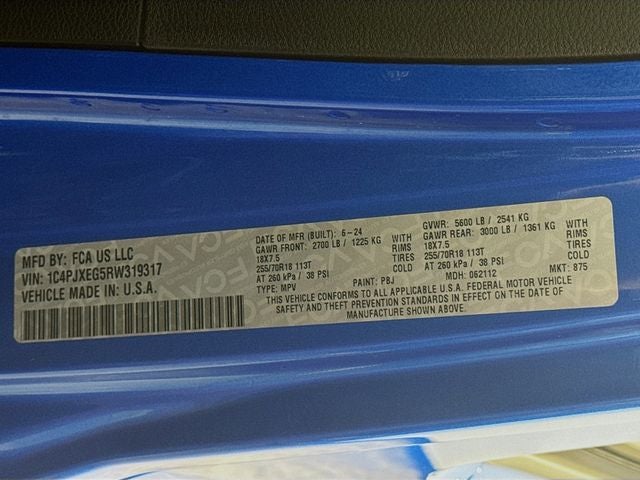 MFD BY: FCA US LLC
VIN: 1C4PJXEG5RW319317
VEHICLE MADE IN: U.S.A.
DATE OF MFR (BUILT): 6-24 GVWR: 5600 LB / 2541 KG
GAWR FRONT: 2700 LB / 1225 KG WITH GAWR REAR: 3000 LB / 1361 KG WITH
18X7.5 RIMS 18X7.5 RIMS
255/70R18 113T TIRES 255/70R18 113T TIRES
AT 260 kPa / 38 PSI COLD AT 260 kPa / 38 PSI COLD
TYPE: MPV PAINT: PBJ MDH: 062112 MKT: 875
THIS VEHICLE CONFORMS TO ALL APPLICABLE U.S.A. FEDERAL MOTOR VEHICLE
SAFETY AND THEFT PREVENTION STANDARDS IN EFFECT ON THE DATE OF
MANUFACTURE SHOWN ABOVE.